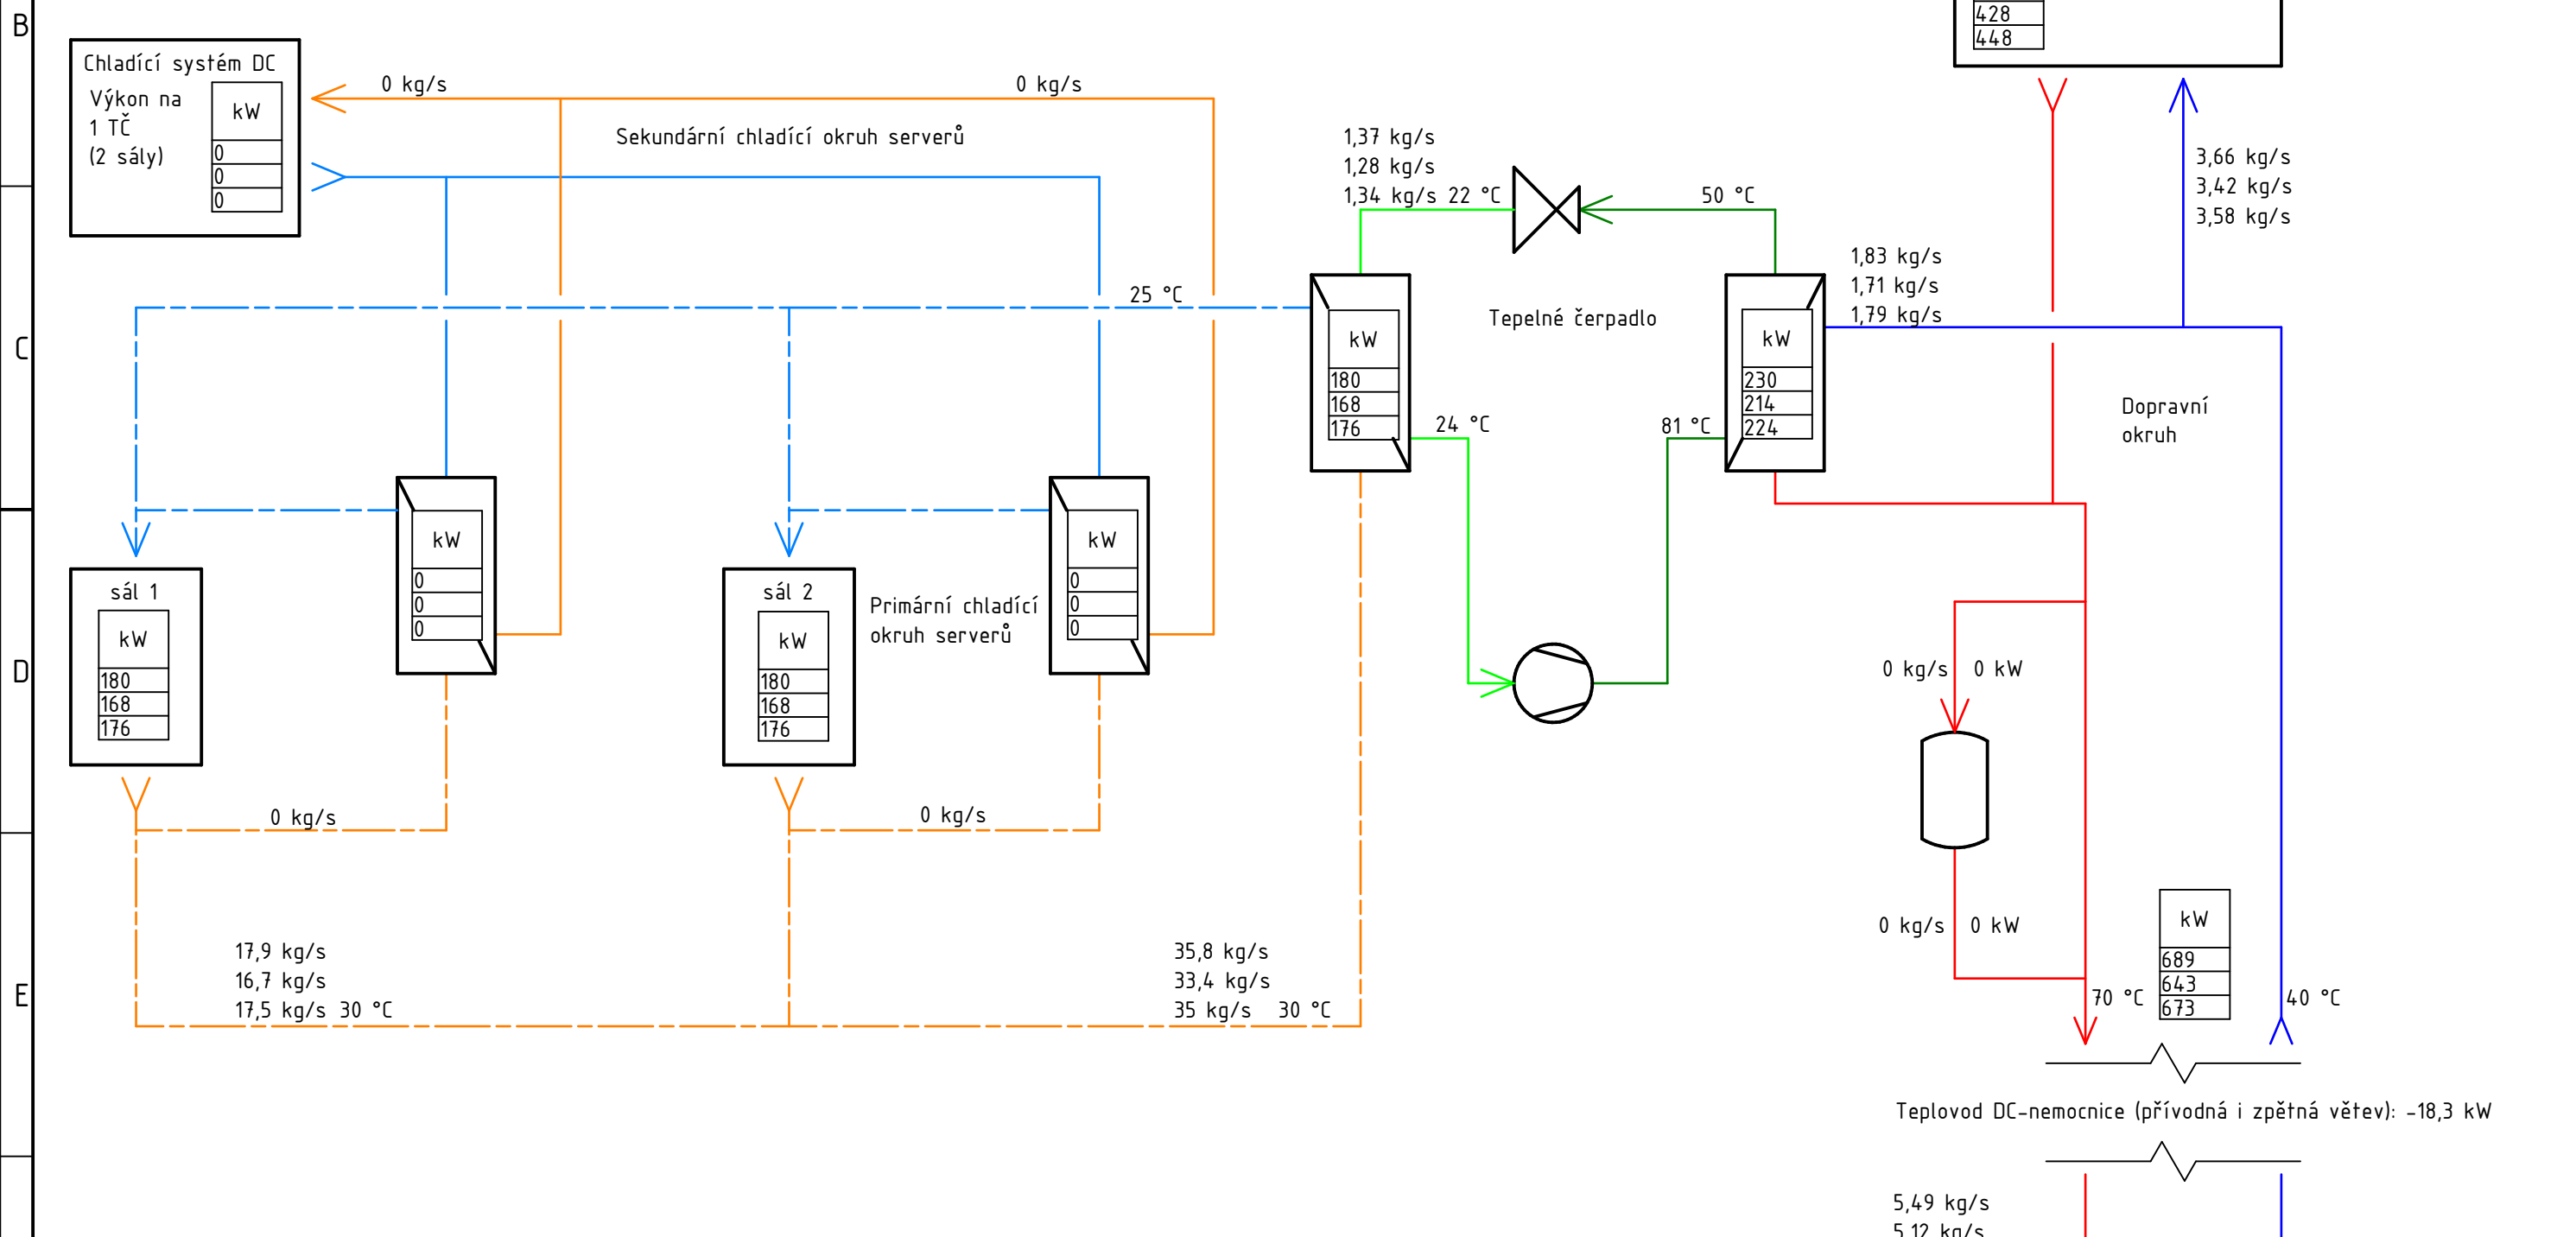 B
428
448
Chladící systém DC
Výkon na
1 TČ
(2 sály)
kW
0
0
0
0 kg/s
0 kg/s
Sekundární chladící okruh serverů
1,37 kg/s
1,28 kg/s
1,34 kg/s 22 °C
50 °C
3,66 kg/s
3,42 kg/s
3,58 kg/s
1,83 kg/s
1,71 kg/s
1,79 kg/s
25 °C
C
Tepelné čerpadlo
kW
180
168
176
kW
230
214
224
24 °C
81 °C
Dopravní
okruh
kW
0
0
0
kW
0
0
0
sál 1
kW
180
168
176
sál 2
kW
180
168
176
Primární chladící
okruh serverů
D
0 kg/s
0 kW
0 kg/s
0 kg/s
0 kg/s
0 kW
kW
689
643
673
17,9 kg/s
16,7 kg/s
17,5 kg/s 30 °C
35,8 kg/s
33,4 kg/s
35 kg/s 30 °C
E
70 °C
40 °C
Teplovod DC-nemocnice (přívodná i zpětná větev): -18,3 kW
5,49 kg/s
5,12 kg/s